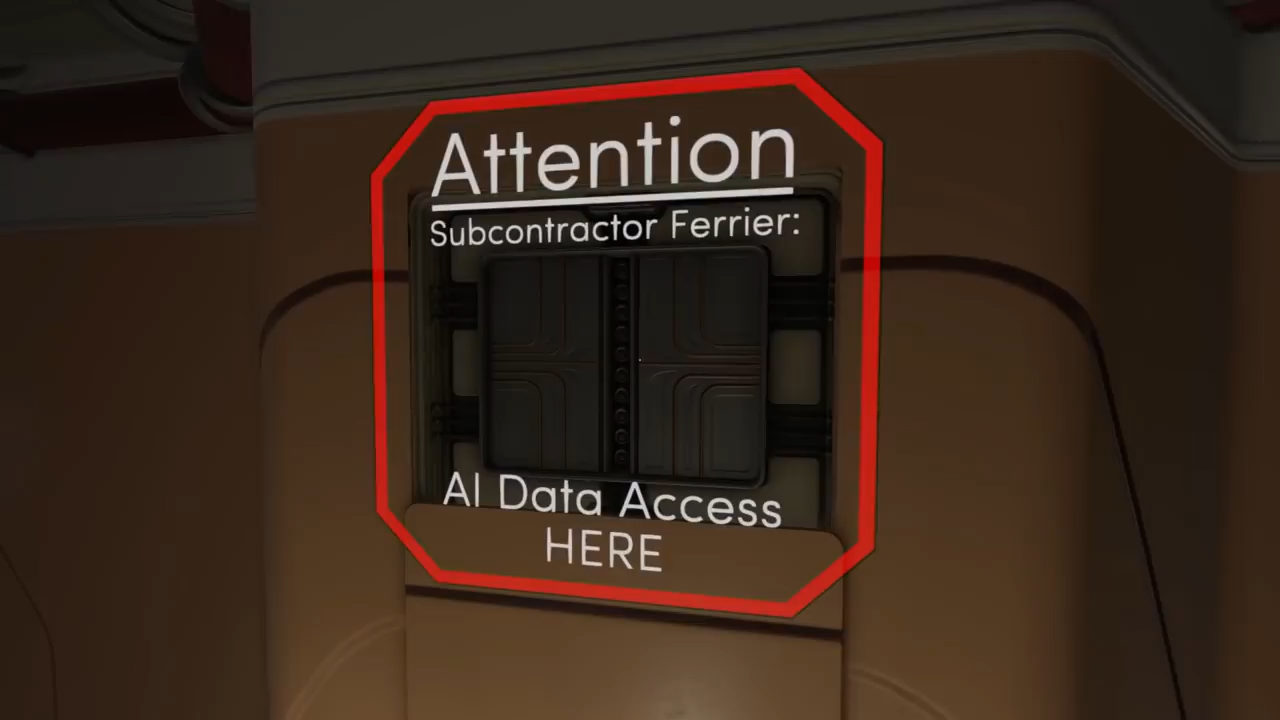 Attention
Subcontractor Ferrier:
AI Data Access
HERE